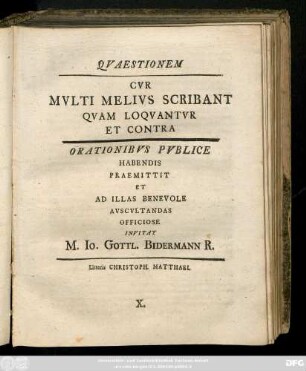 QVAESTIONEM
CVR
MVLTI MELIVS SCRIBANT
QVAM LOQVANTVR
ET CONTRA
ORATIONIBVS PVBLICE
HABENDIS
PRAEMITTIT
ET
AD ILLAS BENEVOLE
AVSCVLTANDAS
OFFICIOSE
INVITAT
M. IO. GOTTL. BIDERMANN R.
Litteris CHRISTOPH. MATTHAEI.
X.